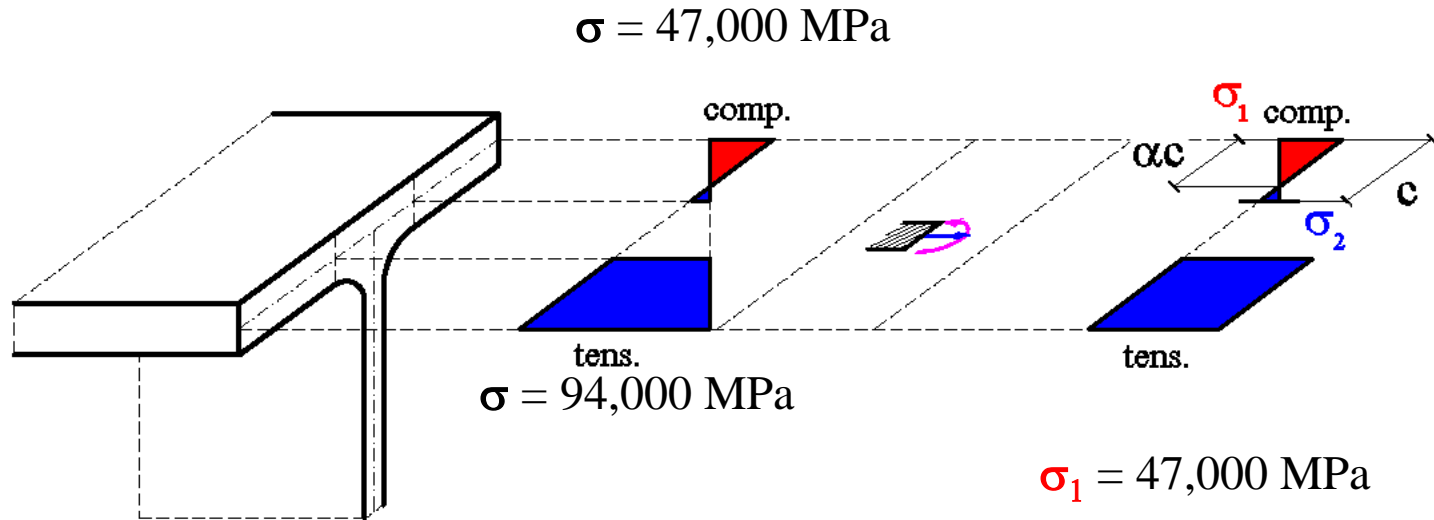 σ = 47,000 MPa
comp.
σ₁ comp.
αc
c
σ₂
tens.
tens.
σ = 94,000 MPa
σ₁ = 47,000 MPa